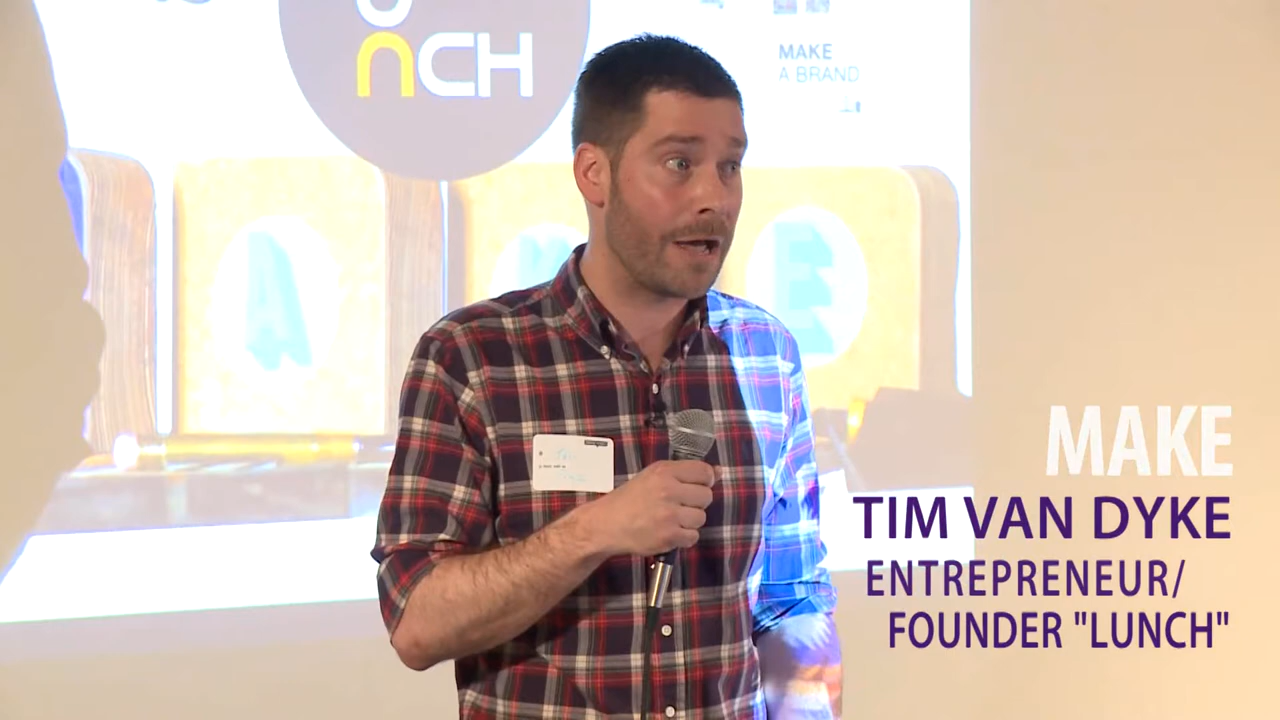 NCH
MAKE
A BRAND
A
E
MAKE
TIM VAN DYKE
ENTREPRENEUR/
FOUNDER "LUNCH"